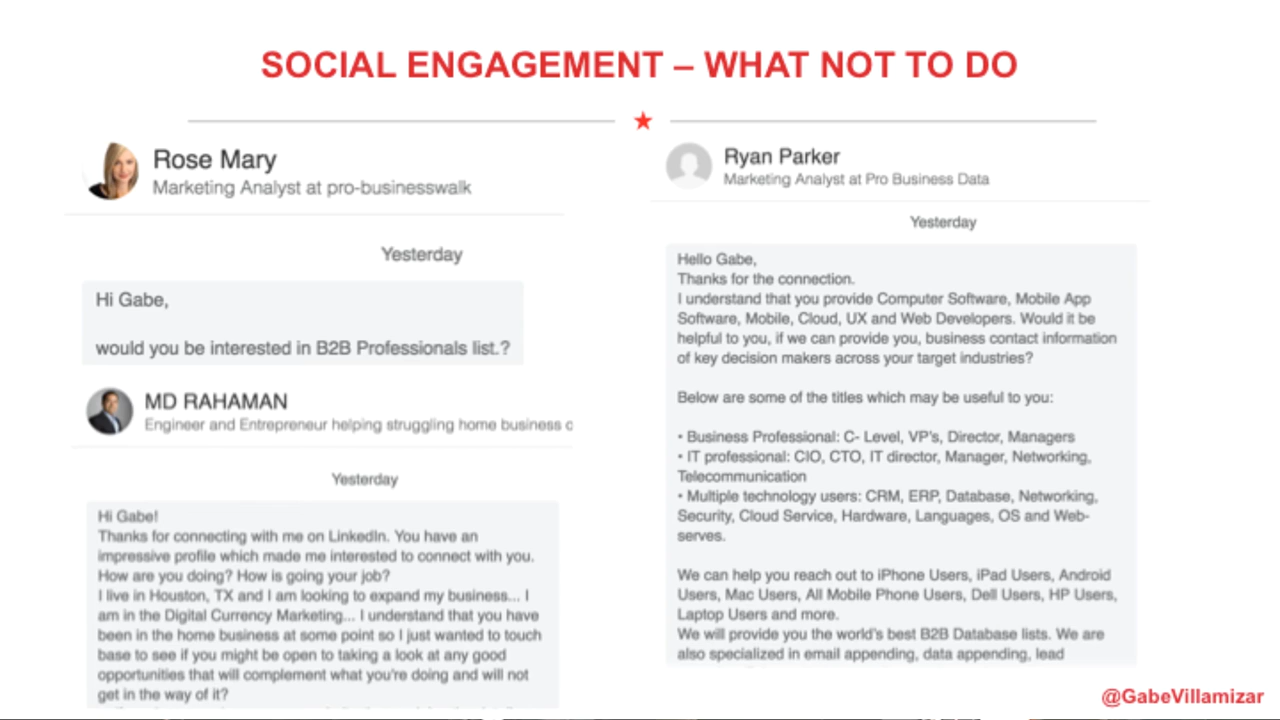 SOCIAL ENGAGEMENT – WHAT NOT TO DO
Rose Mary
Marketing Analyst at pro-businesswalk
Yesterday
Hi Gabe,
would you be interested in B2B Professionals list.?
MD RAHAMAN
Engineer and Entrepreneur helping struggling home business
Yesterday
Hi Gabe!
Thanks for connecting with me on LinkedIn. You have an
impressive profile which made me interested to connect with you.
How are you doing? How is going your job?
I live in Houston, TX and I am looking to expand my business... I
am in the Digital Currency Marketing... I understand that you have
been in the home business at some point so I just wanted to touch
base to see if you might be open to taking a look at any good
opportunities that will complement what you're doing and will not
get in the way of it?
Ryan Parker
Marketing Analyst at Pro Business Data
Yesterday
Hello Gabe,
Thanks for the connection.
I understand that you provide Computer Software, Mobile App
Software, Mobile, Cloud, UX and Web Developers. Would it be
helpful to you, if we can provide you, business contact information
of key decision makers across your target industries?
Below are some of the titles which may be useful to you:
• Business Professional: C- Level, VP's, Director, Managers
• IT professional: CIO, CTO, IT director, Manager, Networking,
Telecommunication
• Multiple technology users: CRM, ERP, Database, Networking,
Security, Cloud Service, Hardware, Languages, OS and Web-
serves.
We can help you reach out to iPhone Users, iPad Users, Android
Users, Mac Users, All Mobile Phone Users, Dell Users, HP Users,
Laptop Users and more.
We will provide you the world's best B2B Database lists. We are
also specialized in email appending, data appending, lead
@GabeVillamizar